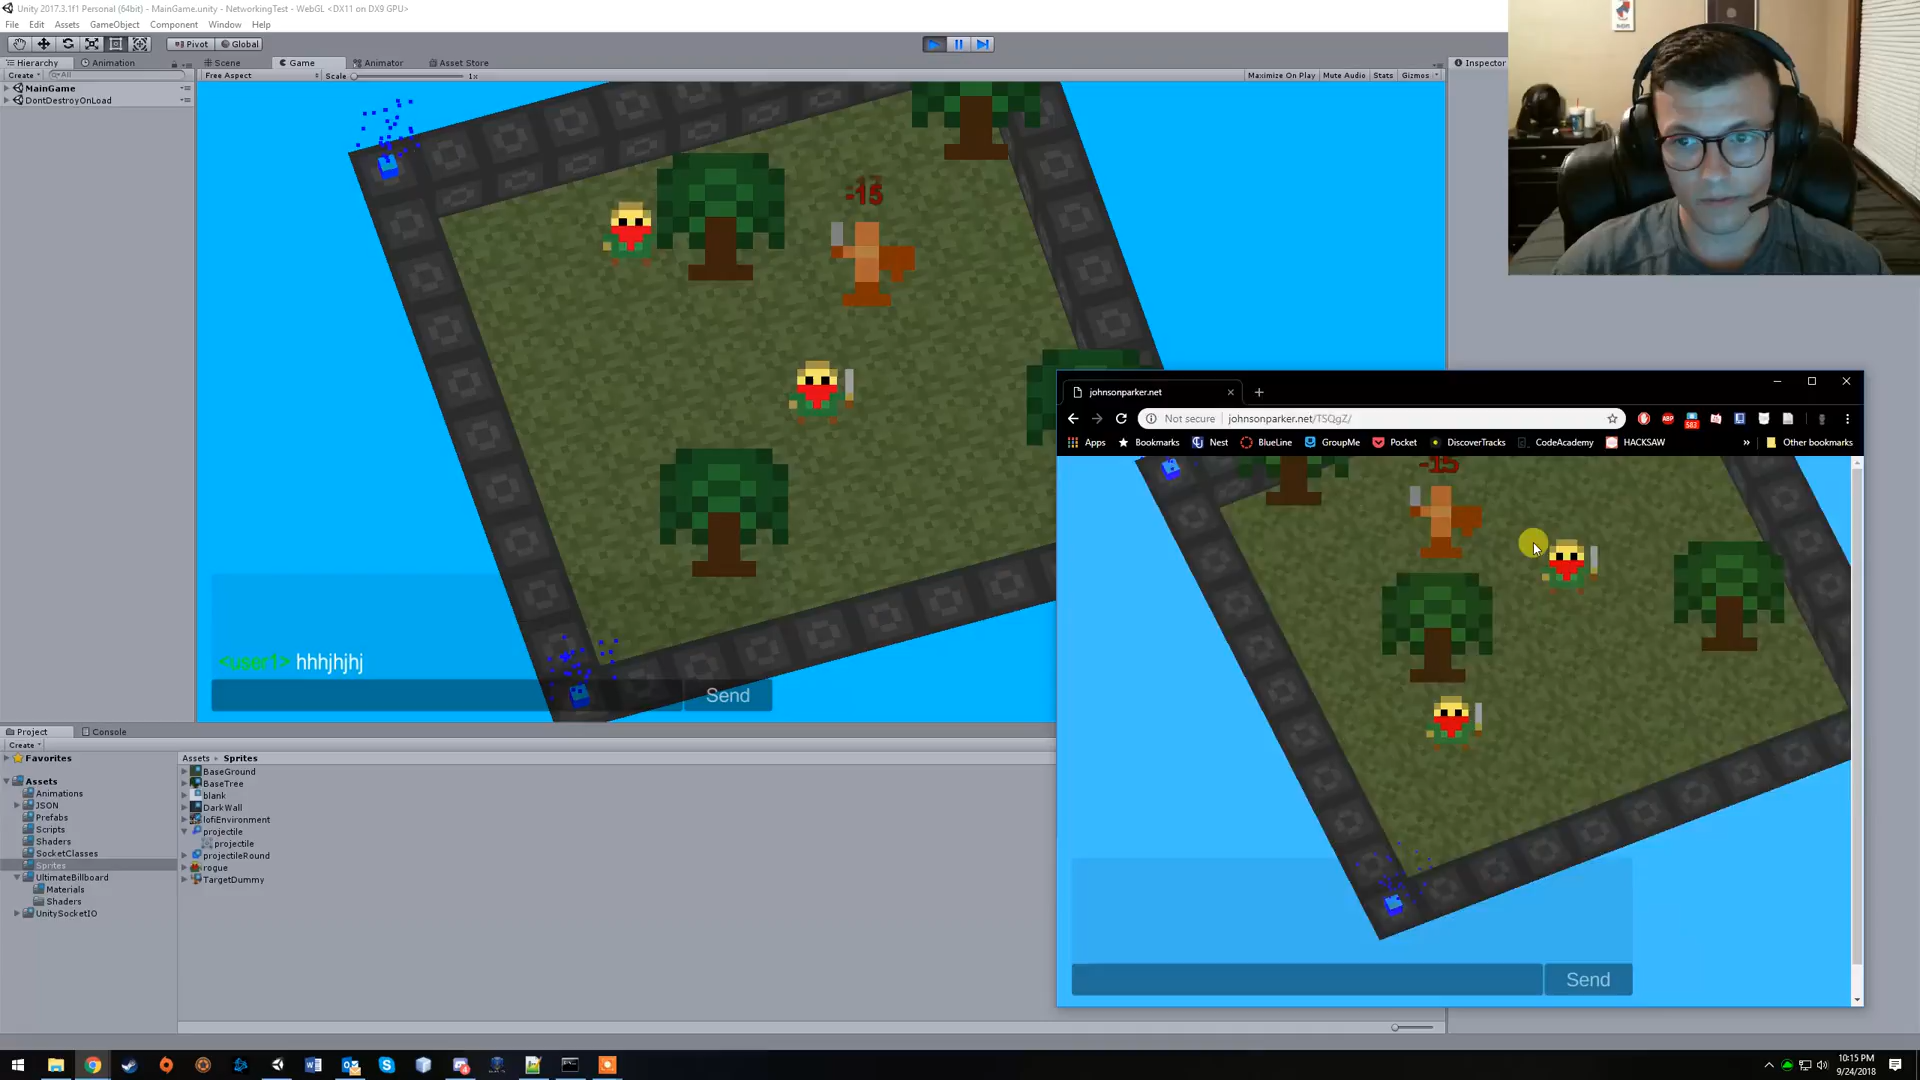 Unity 2017.3.1f1 Personal (64bit) - MainGame.unity - NetworkingTest - WebGL <DX11 on DX9 GPU>
File Edit Assets GameObject Component Window Help
Pivot Global
Hierarchy Animation Scene Game Animator Asset Store Inspector
Create All Free Aspect Scale 1x Maximize On Play Mute Audio Stats Gizmos
MainGame
DontDestroyOnLoad
-15
<user1> hhhjhjhj
Send
johnsonparker.net
Not secure johnsonparker.net/TSQgZ/
ABP 583
Apps Bookmarks Nest BlueLine GroupMe Pocket DiscoverTracks CodeAcademy HACKSAW » Other bookmarks
-15
Send
Project Console
Create
Favorites
Assets
Animations
JSON
Prefabs
Scripts
Shaders
SocketClasses
Sprites
UltimateBillboard
Materials
Shaders
UnitySocketIO
Assets Sprites
BaseGround
BaseTree
blank
DarkWall
lofiEnvironment
projectile
projectile
projectileRound
rogue
TargetDummy
10:15 PM
9/24/2018